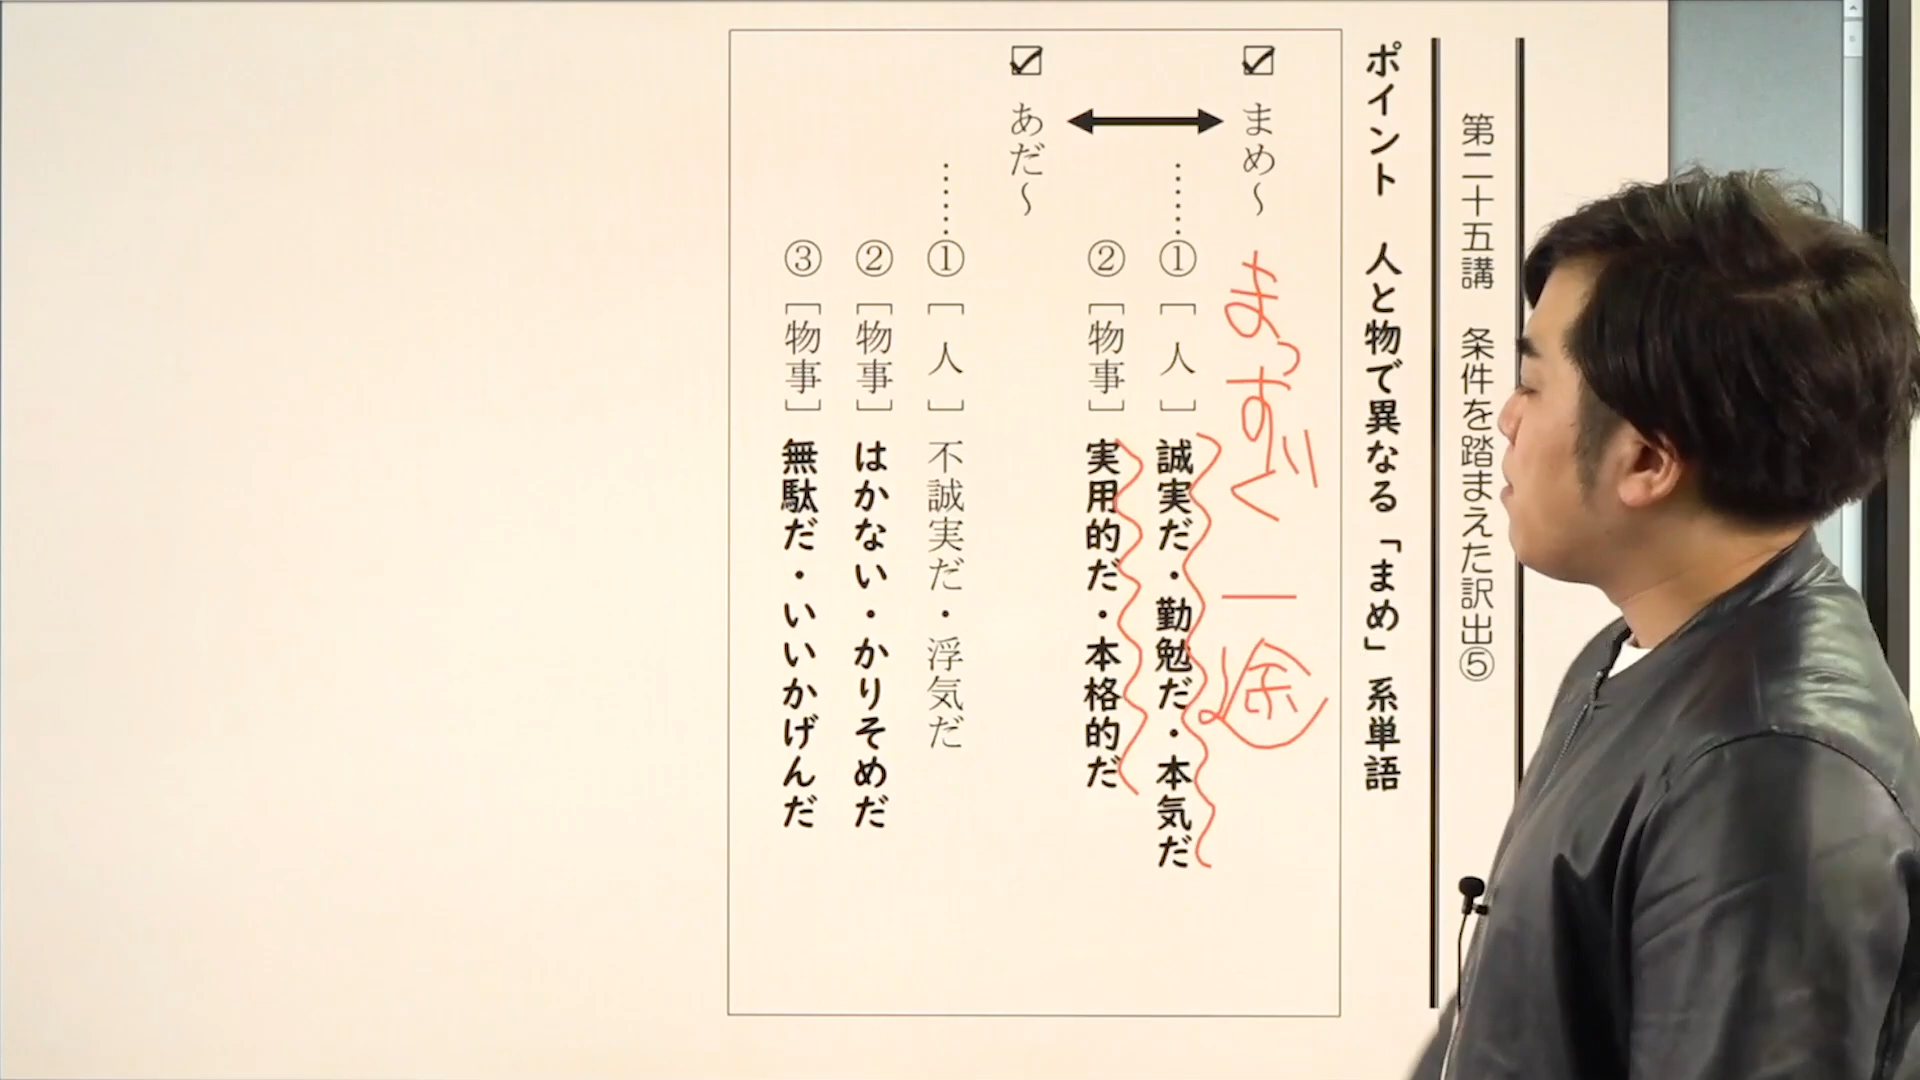 第二十五講 条件を踏まえた訳出⑤
ポイント 人と物で異なる「まめ」系単語
☑ まめ〜
まっすぐ 一途
……①[人]誠実だ・勤勉だ・本気だ
②[物事]実用的だ・本格的だ
☑ あだ〜
……①[人]不誠実だ・浮気だ
②[物事]はかない・かりそめだ
③[物事]無駄だ・いいかげんだ